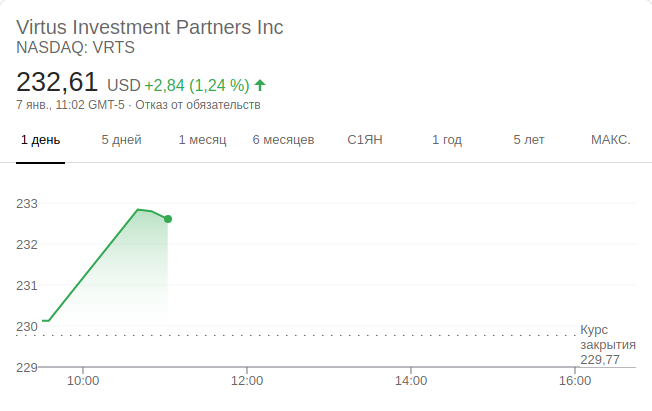 Virtus Investment Partners Inc
NASDAQ: VRTS
232,61 USD +2,84 (1,24 %)
7 янв., 11:02 GMT-5 · Отказ от обязательств
1 день 5 дней 1 месяц 6 месяцев С1ЯН 1 год 5 лет МАКС.
233
232
231
230
Курс
закрытия
229,77
229
10:00 12:00 14:00 16:00